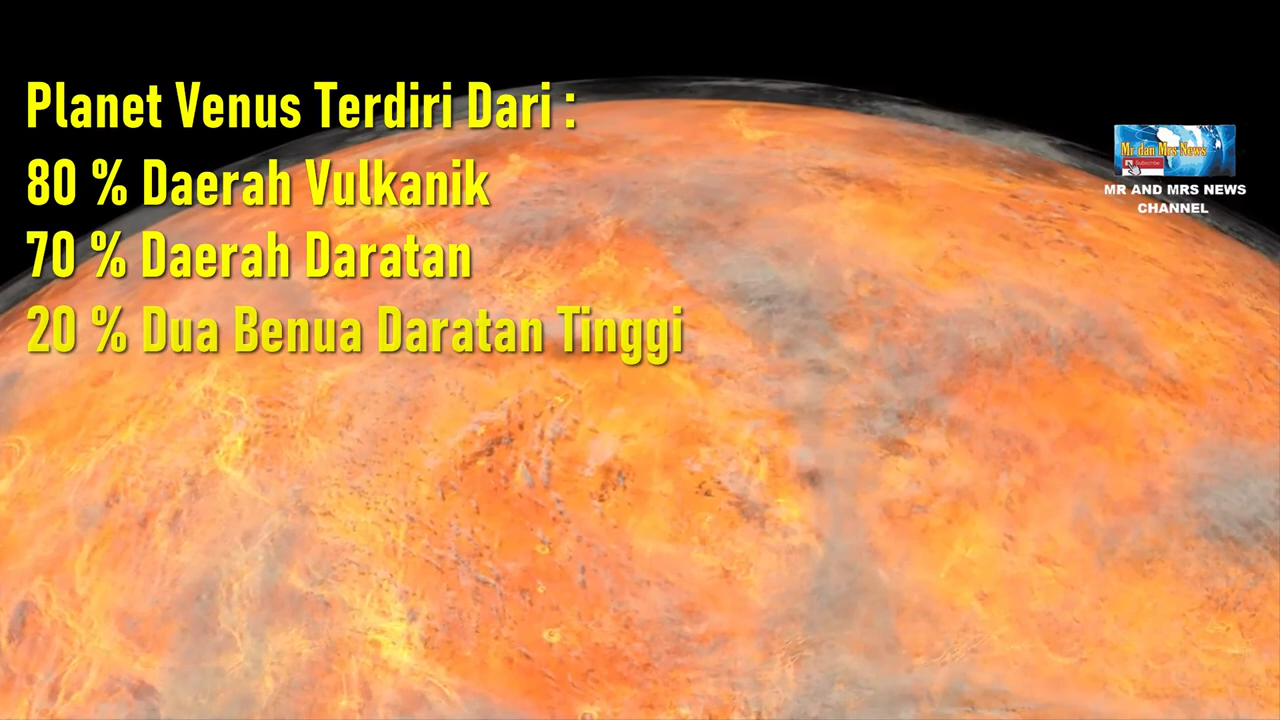 Planet Venus Terdiri Dari :
80 % Daerah Vulkanik
70 % Daerah Daratan
20 % Dua Benua Daratan Tinggi
Mr dan Mrs News
Subscribe
MR AND MRS NEWS
CHANNEL